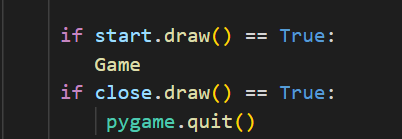 if start.draw() == True:
Game
if close.draw() == True:
pygame.quit()